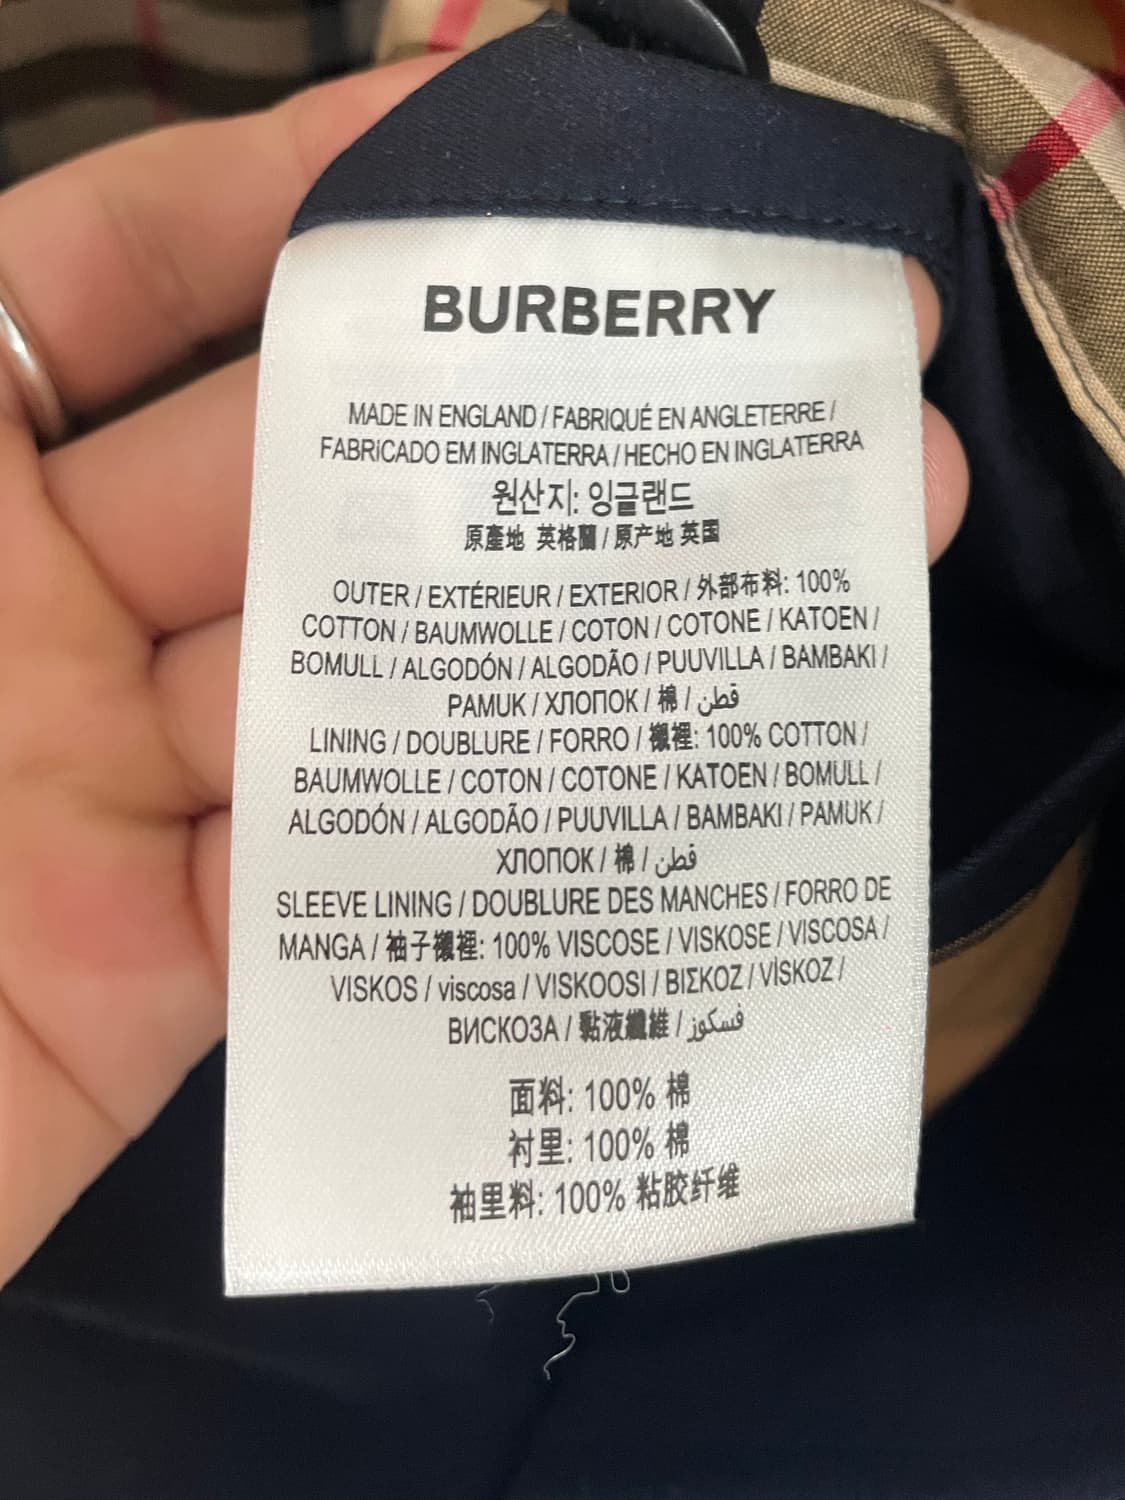 BURBERRY
MADE IN ENGLAND / FABRIQUÉ EN ANGLETERRE /
FABRICADO EM INGLATERRA / HECHO EN INGLATERRA
원산지: 잉글랜드
原產地 英格蘭 / 原产地 英国
OUTER / EXTÉRIEUR / EXTERIOR / 外部布料: 100%
COTTON / BAUMWOLLE / COTON / COTONE / KATOEN /
BOMULL / ALGODÓN / ALGODÃO / PUUVILLA / BAMBAKI /
PAMUK / ХЛОПОК / 棉 / قطن
LINING / DOUBLURE / FORRO / 襯裡: 100% COTTON /
BAUMWOLLE / COTON / COTONE / KATOEN / BOMULL /
ALGODÓN / ALGODÃO / PUUVILLA / BAMBAKI / PAMUK /
ХЛОПОК / 棉 / قطن
SLEEVE LINING / DOUBLURE DES MANCHES / FORRO DE
MANGA / 袖子襯裡: 100% VISCOSE / VISKOSE / VISCOSA /
VISKOS / viscosa / VISKOOSI / ΒΙΣΚΟΖ / VİSKOZ /
ВИСКОЗА / 黏液纖維 / فسكوز
面料: 100% 棉
衬里: 100% 棉
袖里料: 100% 粘胶纤维